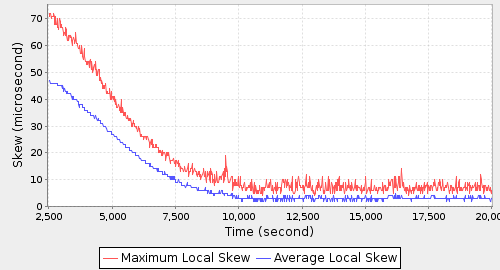 70
60
50
40
30
20
10
0
Skew (microsecond)
2,500 5,000 7,500 10,000 12,500 15,000 17,500 20,00
Time (second)
Maximum Local Skew Average Local Skew